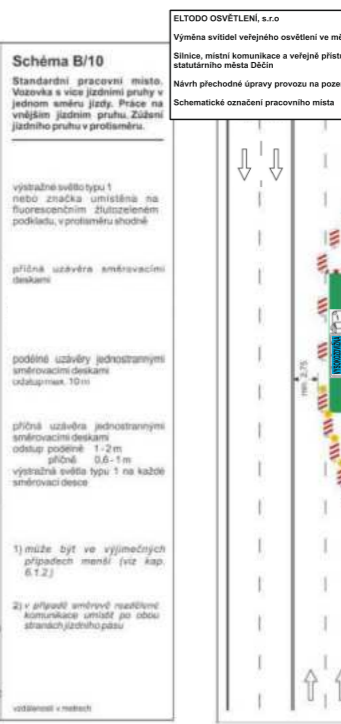 ELTODO OSVĚTLENÍ, s.r.o
Výměna svítidel veřejného osvětlení ve mě
Silnice, místní komunikace a veřejně přístu
statutárního města Děčín
Návrh přechodné úpravy provozu na pozem
Schematické označení pracovního místa
Schéma B/10
Standardní pracovní místo.
Vozovka s více jízdními pruhy v
jednom směru jízdy. Práce na
vnějším jízdním pruhu. Zúžení
jízdního pruhu v protisměru.
výstražné světlo typu 1
nebo značka umístěná na
fluorescenčním žlutozeleném
podkladu, v protisměru shodně
příčná uzávěra směrovacími
deskami
podélné uzávěry jednostrannými
směrovacími deskami
odstup max. 10 m
příčná uzávěra jednostrannými
směrovacími deskami
odstup podélně 1 - 2 m
příčně 0,6 - 1 m
výstražná světla typu 1 na každé
směrovací desce
1) může být ve výjimečných
případech menší (viz kap.
6.1.2.)
2) v případě směrově rozdělené
komunikace umístit po obou
stranách jízdního pásu
vzdálenosti v metrech
min. 2,75